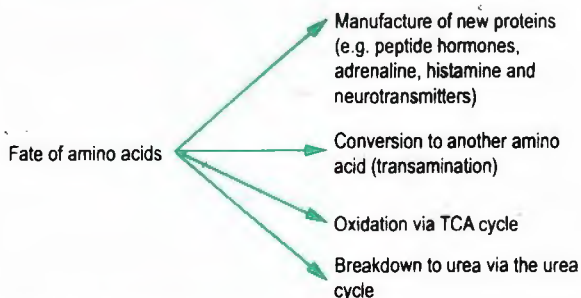 Manufacture of new proteins
(e.g. peptide hormones,
adrenaline, histamine and
neurotransmitters)
Fate of amino acids
Conversion to another amino
acid (transamination)
Oxidation via TCA cycle
Breakdown to urea via the urea
cycle